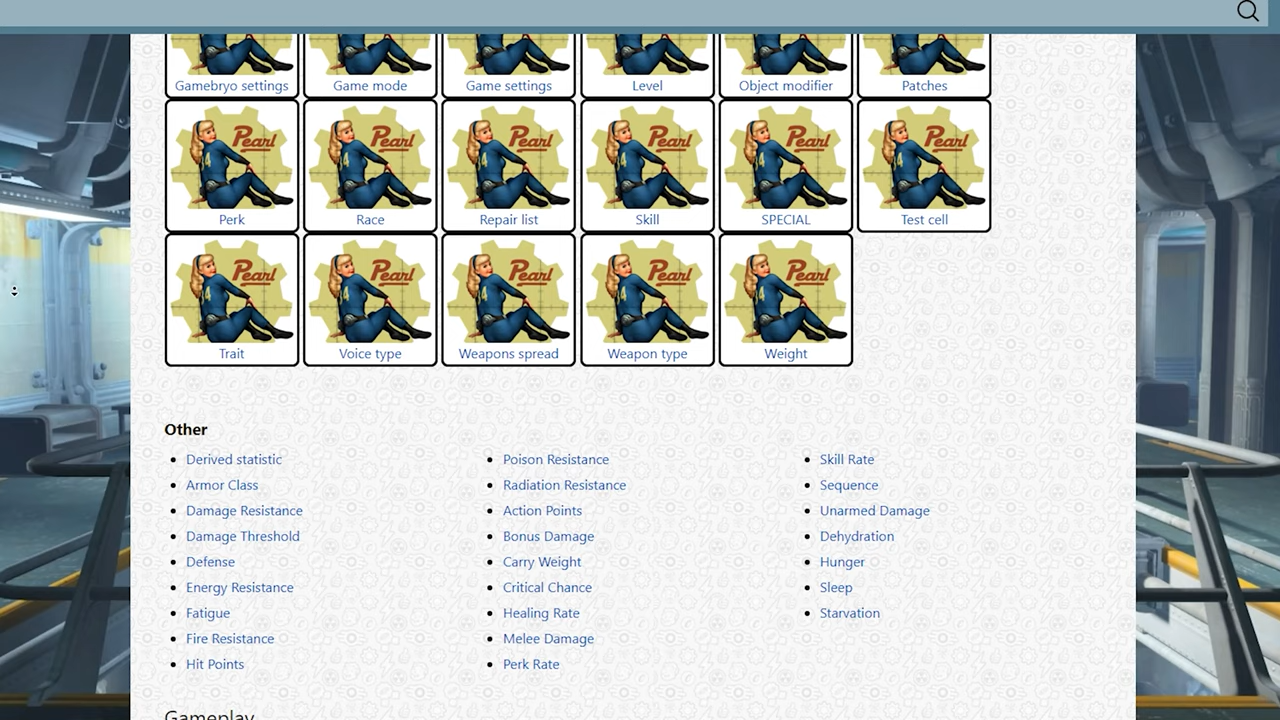 Gamebryo settings
Game mode
Game settings
Level
Object modifier
Patches
Pearl
Pearl
Pearl
Pearl
Pearl
Pearl
Perk
Race
Repair list
Skill
SPECIAL
Test cell
Pearl
Pearl
Pearl
Pearl
Pearl
Trait
Voice type
Weapons spread
Weapon type
Weight
Other
Derived statistic
Armor Class
Damage Resistance
Damage Threshold
Defense
Energy Resistance
Fatigue
Fire Resistance
Hit Points
Poison Resistance
Radiation Resistance
Action Points
Bonus Damage
Carry Weight
Critical Chance
Healing Rate
Melee Damage
Perk Rate
Skill Rate
Sequence
Unarmed Damage
Dehydration
Hunger
Sleep
Starvation
Gameplay